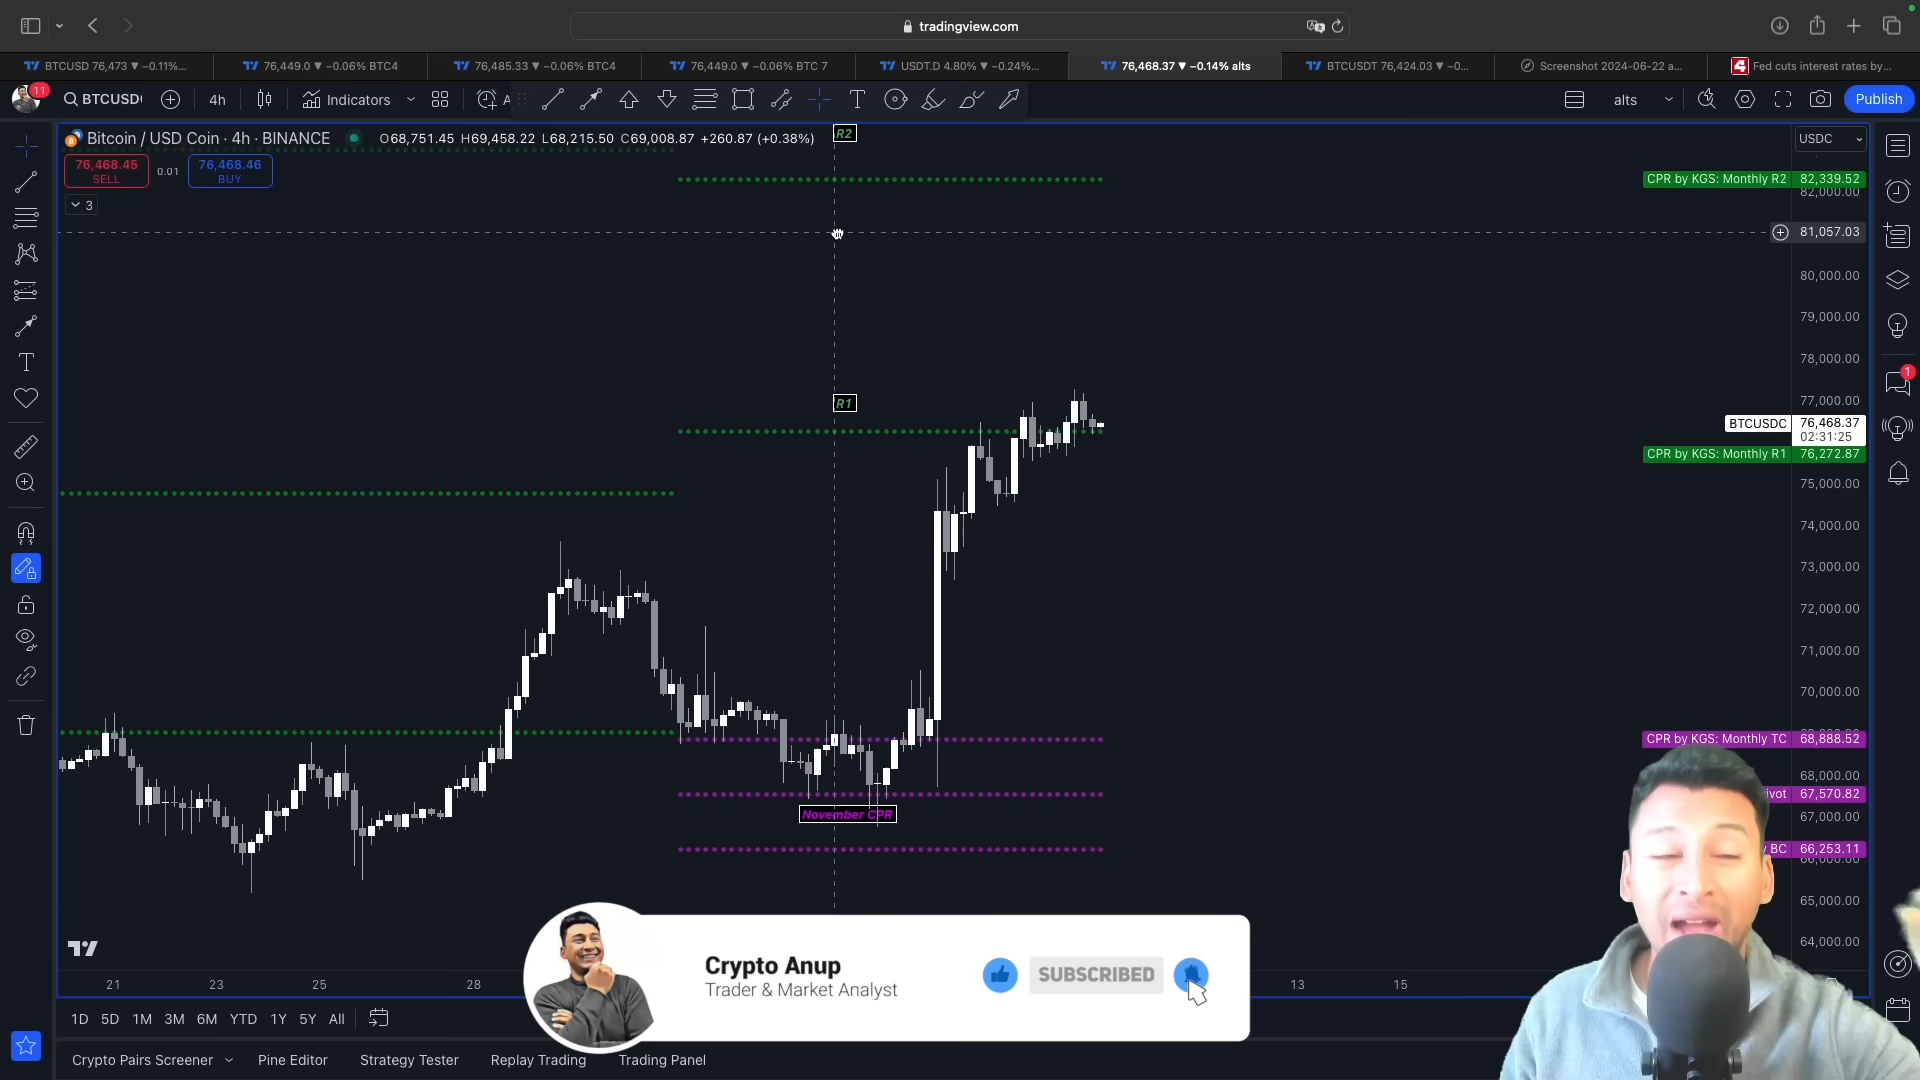 tradingview.com
BTCUSD 76,473 ▼ −0.11%...
76,449.0 ▼ −0.06% BTC4
76,485.33 ▼ −0.06% BTC4
76,449.0 ▼ −0.06% BTC 7
USDT.D 4.80% ▼ −0.24%...
76,468.37 ▼ −0.14% alts
BTCUSDT 76,424.03 ▼ −0...
Screenshot 2024-06-22 a...
4 Fed cuts interest rates by...
11
BTCUSD
4h
Indicators
A
alts
Publish
Bitcoin / USD Coin · 4h · BINANCE
O68,751.45 H69,458.22 L68,215.50 C69,008.87 +260.87 (+0.38%)
R2
USDC
76,468.45
SELL
0.01
76,468.46
BUY
3
CPR by KGS: Monthly R2 82,339.52
82,000.00
81,057.03
80,000.00
79,000.00
78,000.00
1
77,000.00
R1
BTCUSDC 76,468.37
02:31:25
CPR by KGS: Monthly R1 76,272.87
75,000.00
74,000.00
73,000.00
72,000.00
71,000.00
70,000.00
CPR by KGS: Monthly TC 68,888.52
68,000.00
ivot 67,570.82
November CPR
67,000.00
BC 66,253.11
66,000.00
65,000.00
64,000.00
21
23
25
28
13
15
Crypto Anup
Trader & Market Analyst
SUBSCRIBED
1D 5D 1M 3M 6M YTD 1Y 5Y All
Crypto Pairs Screener
Pine Editor
Strategy Tester
Replay Trading
Trading Panel